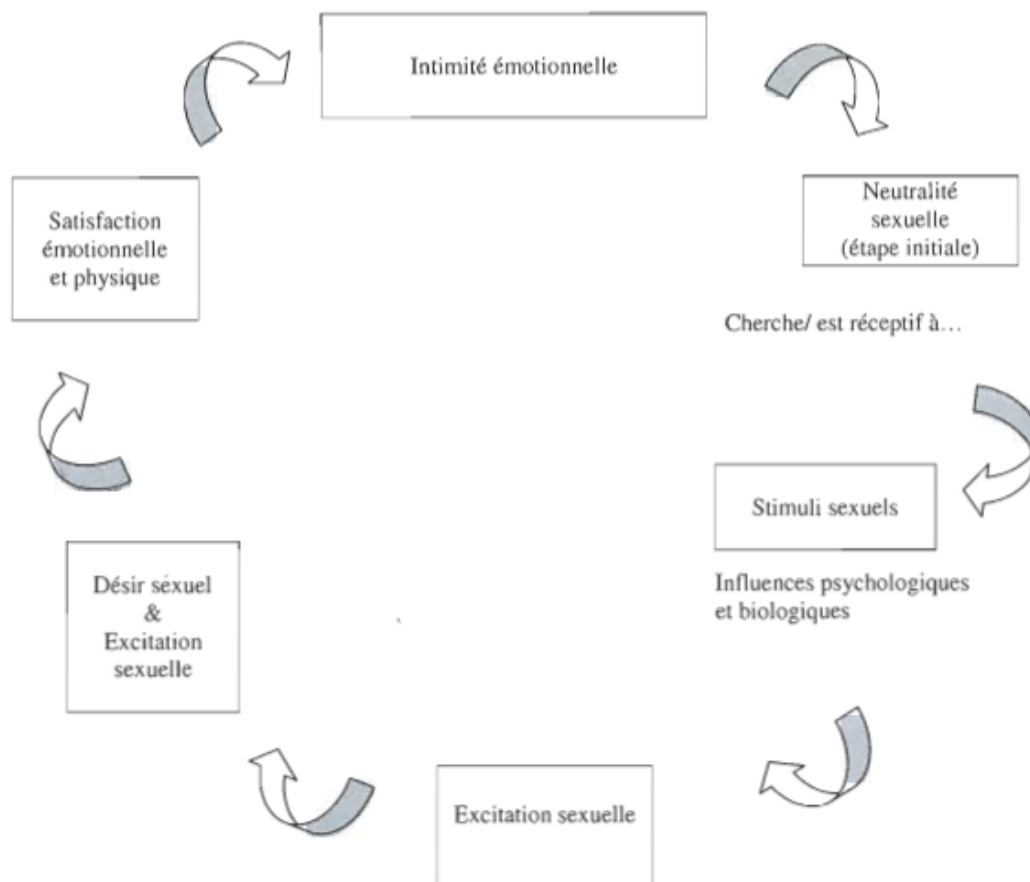 Intimité émotionnelle
Neutralité
sexuelle
(étape initiale)
Cherche/ est réceptif à…
Stimuli sexuels
Influences psychologiques
et biologiques
Excitation sexuelle
Désir sexuel
&
Excitation
sexuelle
Satisfaction
émotionnelle
et physique